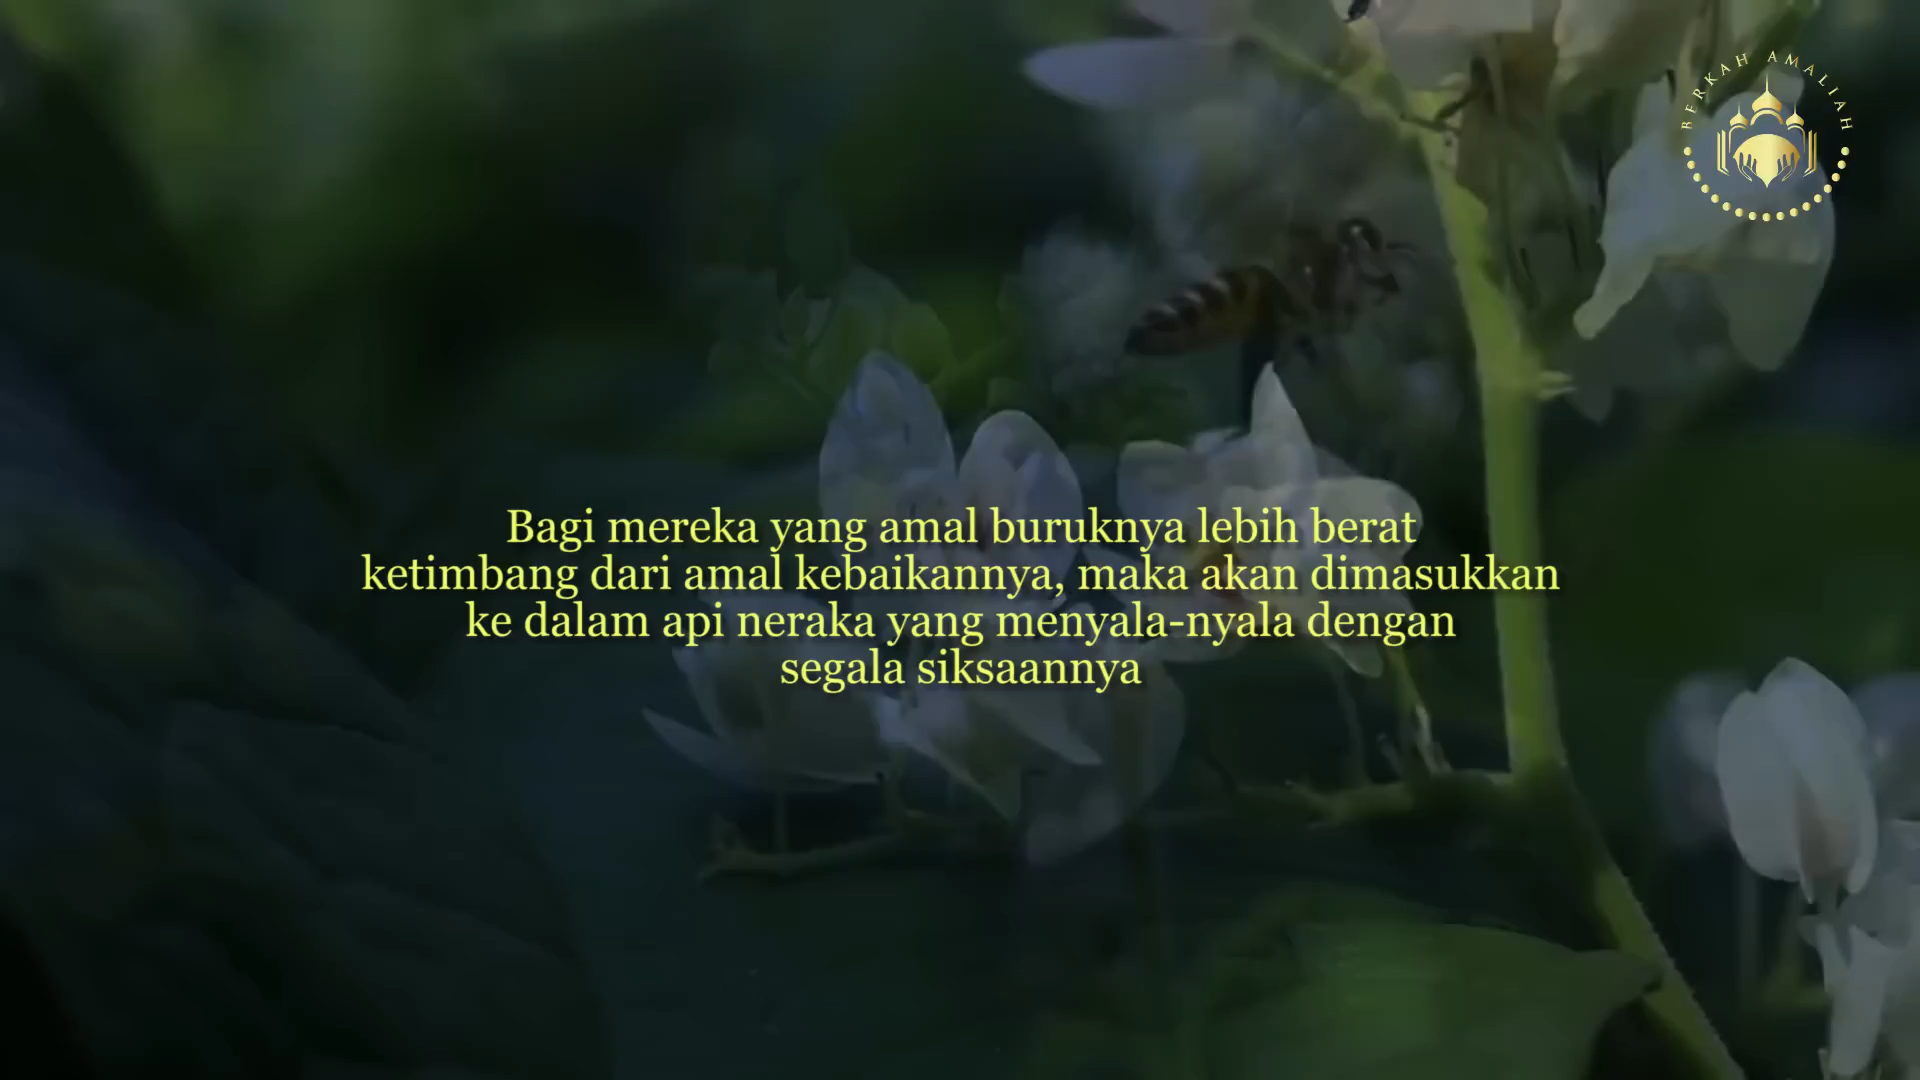 BERKAH AMALIAH
Bagi mereka yang amal buruknya lebih berat
ketimbang dari amal kebaikannya, maka akan dimasukkan
ke dalam api neraka yang menyala-nyala dengan
segala siksaannya